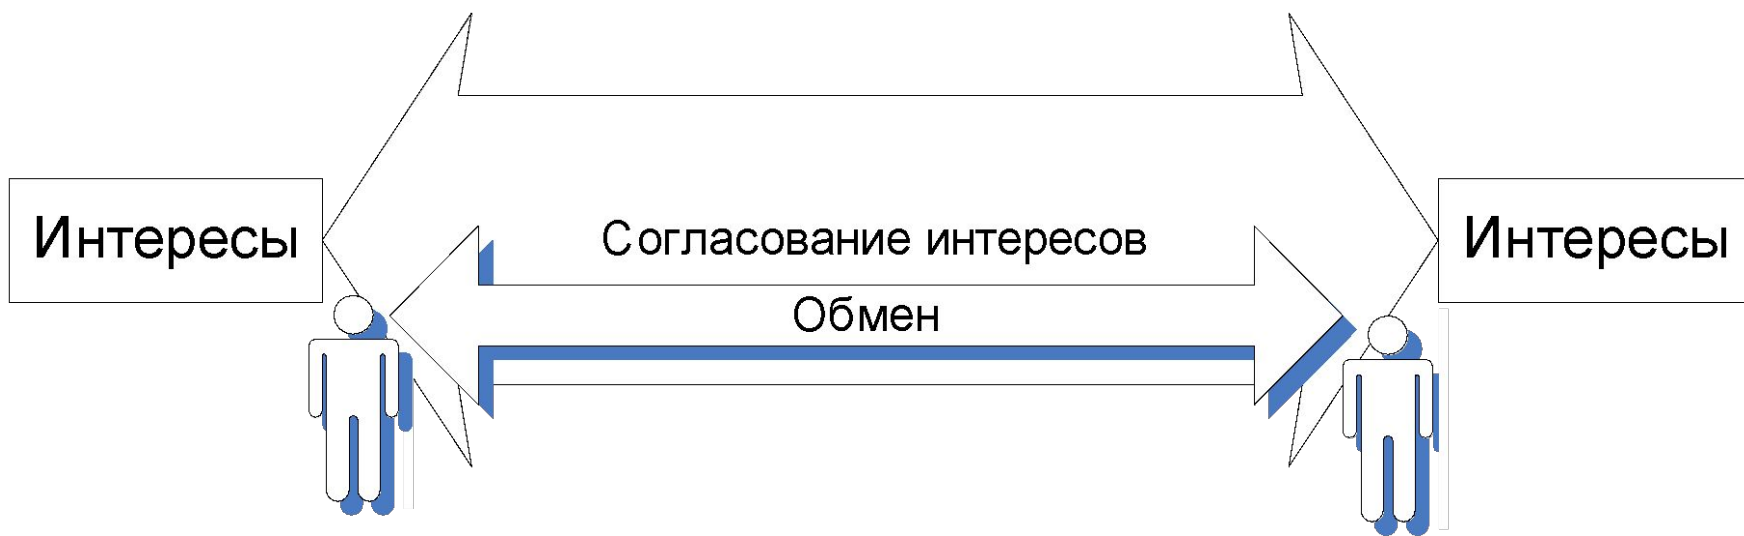 Интересы
Согласование интересов
Интересы
Обмен